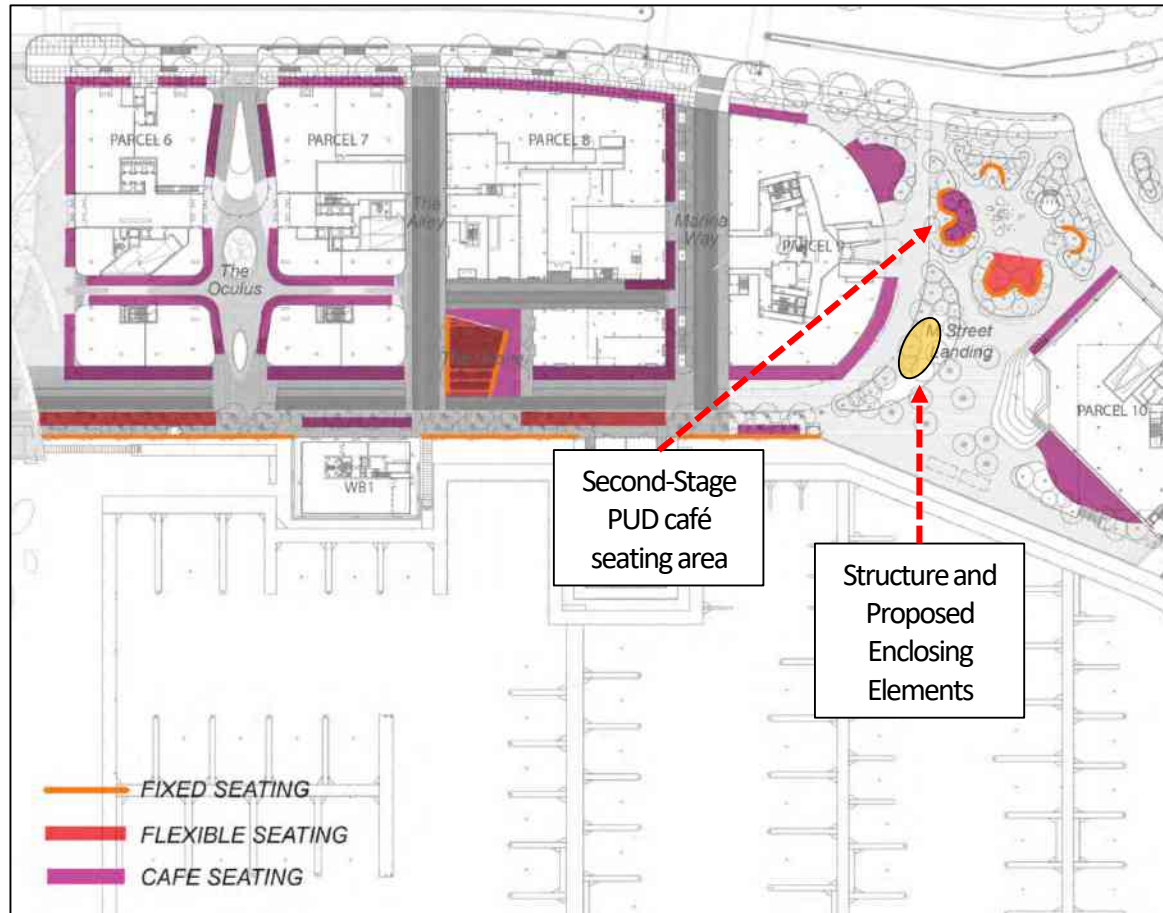 PARCEL 6
PARCEL 7
PARCEL 8
The Alley
Marina
Way
PARCEL 9
The
Oculus
M Street
Landing
PARCEL 10
WB1
Second-Stage
PUD café
seating area
Structure and
Proposed
Enclosing
Elements
FIXED SEATING
FLEXIBLE SEATING
CAFE SEATING